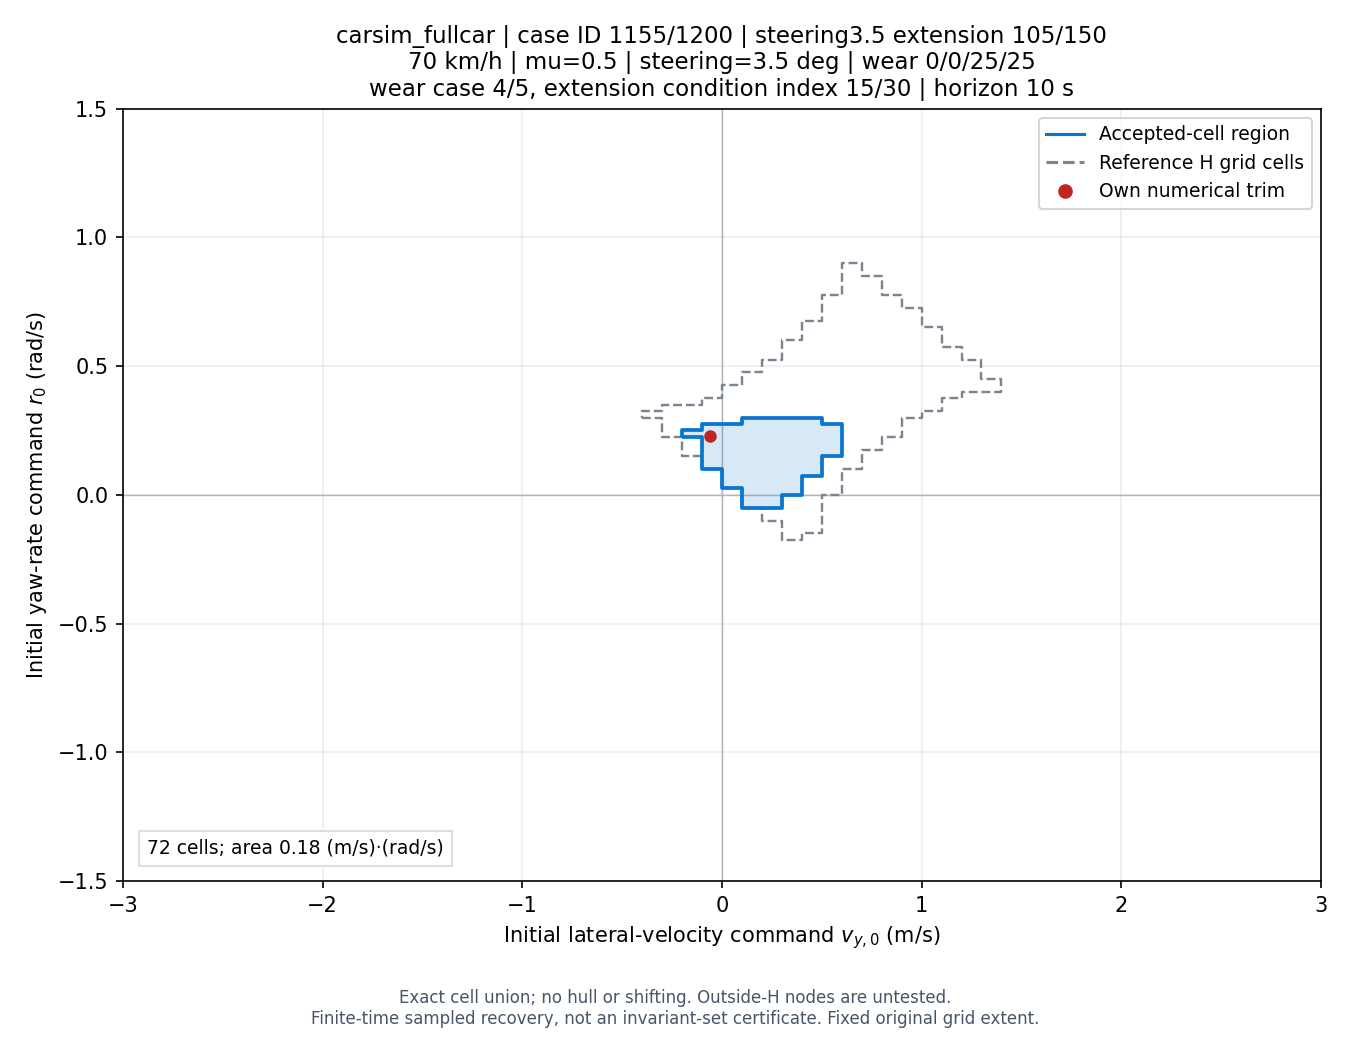 carsim_fullcar | case ID 1155/1200 | steering3.5 extension 105/150
70 km/h | mu=0.5 | steering=3.5 deg | wear 0/0/25/25
wear case 4/5, extension condition index 15/30 | horizon 10 s
Accepted-cell region
Reference H grid cells
Own numerical trim
1.5
1.0
0.5
0.0
−0.5
−1.0
−1.5
Initial yaw-rate command r₀ (rad/s)
72 cells; area 0.18 (m/s)·(rad/s)
−3
−2
−1
0
1
2
3
Initial lateral-velocity command v_{y,0} (m/s)
Exact cell union; no hull or shifting. Outside-H nodes are untested.
Finite-time sampled recovery, not an invariant-set certificate. Fixed original grid extent.